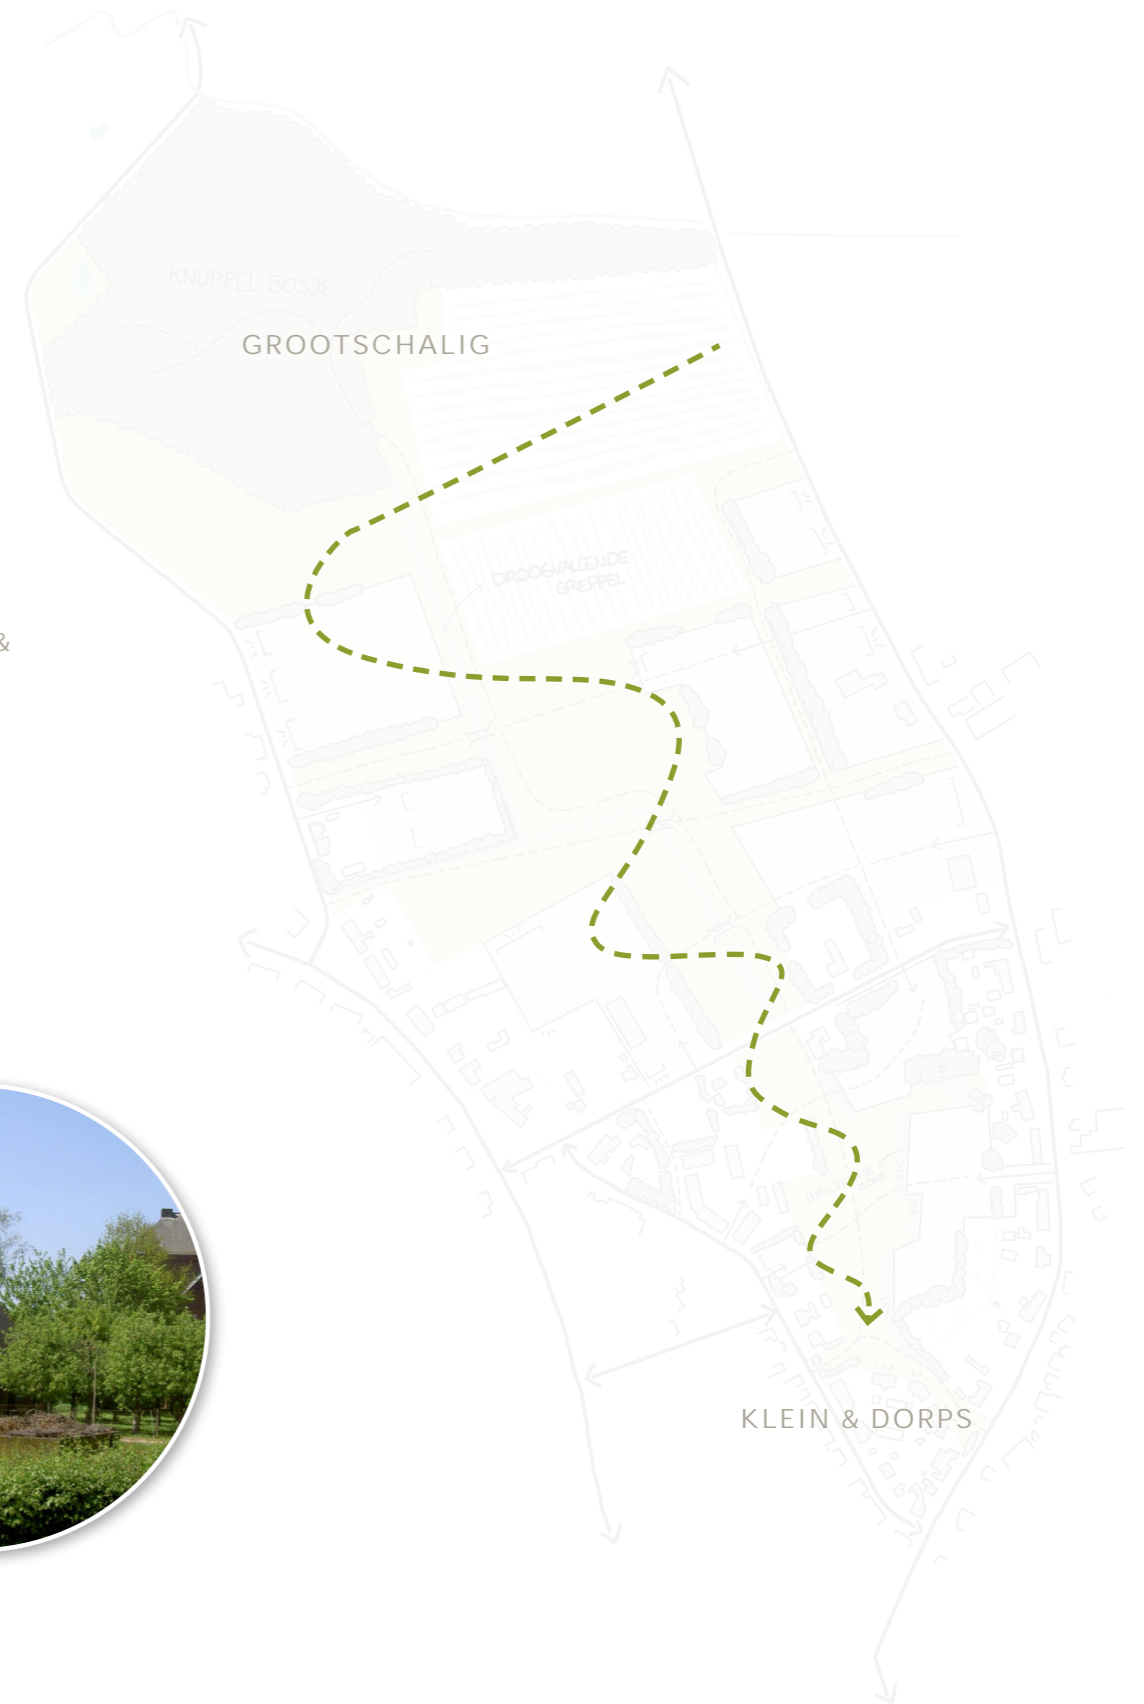 KNUPPEL BOSJE
GROOTSCHALIG
DROOGVALLENDE
GREPPEL
&
KLEIN & DORPS